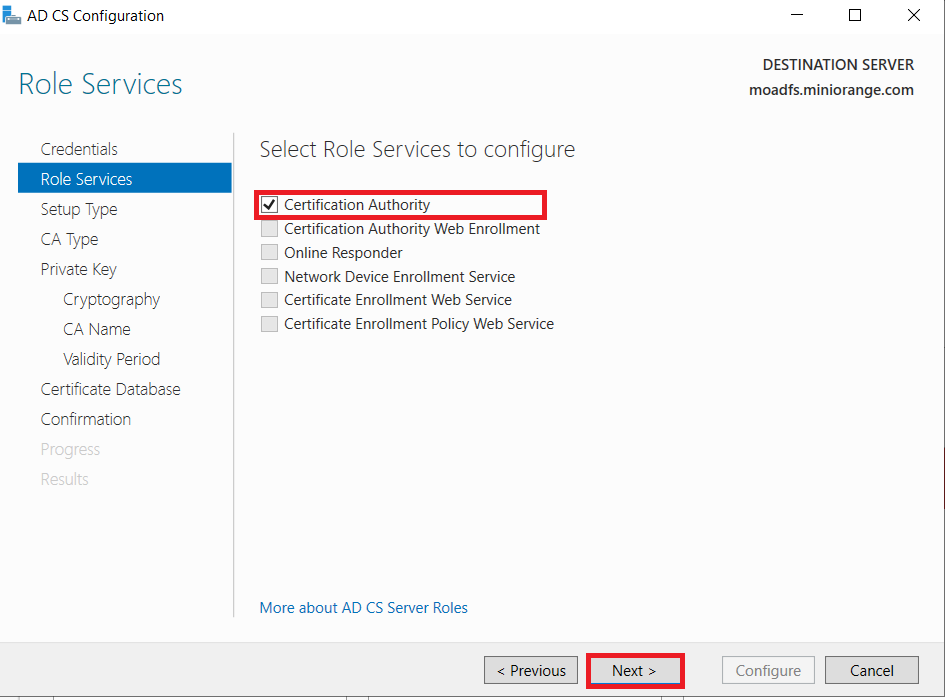 AD CS Configuration
Role Services
DESTINATION SERVER
moadfs.miniorange.com
Credentials
Role Services
Setup Type
CA Type
Private Key
Cryptography
CA Name
Validity Period
Certificate Database
Confirmation
Progress
Results
Select Role Services to configure
Certification Authority
Certification Authority Web Enrollment
Online Responder
Network Device Enrollment Service
Certificate Enrollment Web Service
Certificate Enrollment Policy Web Service
More about AD CS Server Roles
< Previous
Next >
Configure
Cancel